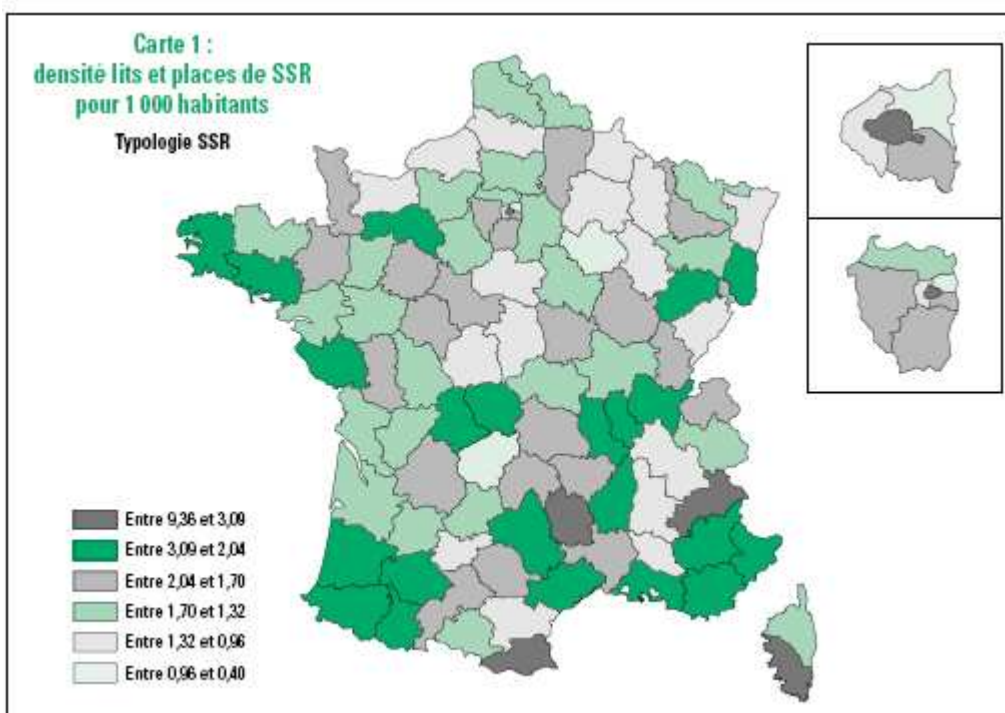 Carte 1 :
densité lits et places de SSR
pour 1 000 habitants
Typologie SSR
Entre 9,36 et 3,09
Entre 3,09 et 2,04
Entre 2,04 et 1,70
Entre 1,70 et 1,32
Entre 1,32 et 0,96
Entre 0,96 et 0,40